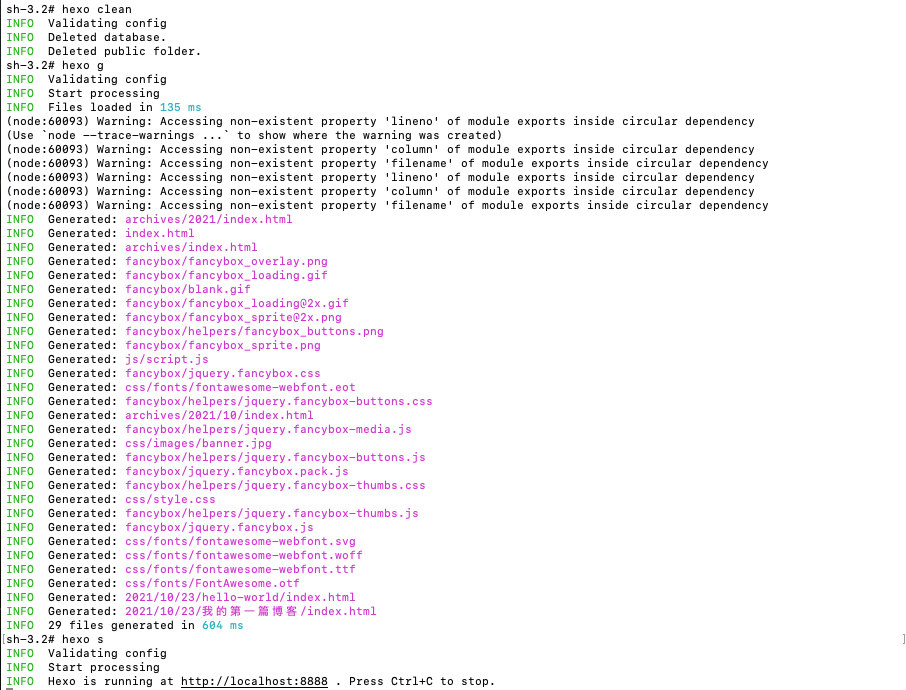 sh-3.2# hexo clean
INFO  Validating config
INFO  Deleted database.
INFO  Deleted public folder.
sh-3.2# hexo g
INFO  Validating config
INFO  Start processing
INFO  Files loaded in 135 ms
(node:60093) Warning: Accessing non-existent property 'lineno' of module exports inside circular dependency
(Use `node --trace-warnings ...` to show where the warning was created)
(node:60093) Warning: Accessing non-existent property 'column' of module exports inside circular dependency
(node:60093) Warning: Accessing non-existent property 'filename' of module exports inside circular dependency
(node:60093) Warning: Accessing non-existent property 'lineno' of module exports inside circular dependency
(node:60093) Warning: Accessing non-existent property 'column' of module exports inside circular dependency
(node:60093) Warning: Accessing non-existent property 'filename' of module exports inside circular dependency
INFO  Generated: archives/2021/index.html
INFO  Generated: index.html
INFO  Generated: archives/index.html
INFO  Generated: fancybox/fancybox_overlay.png
INFO  Generated: fancybox/fancybox_loading.gif
INFO  Generated: fancybox/blank.gif
INFO  Generated: fancybox/fancybox_loading@2x.gif
INFO  Generated: fancybox/fancybox_sprite@2x.png
INFO  Generated: fancybox/helpers/fancybox_buttons.png
INFO  Generated: fancybox/fancybox_sprite.png
INFO  Generated: js/script.js
INFO  Generated: fancybox/jquery.fancybox.css
INFO  Generated: css/fonts/fontawesome-webfont.eot
INFO  Generated: fancybox/helpers/jquery.fancybox-buttons.css
INFO  Generated: archives/2021/10/index.html
INFO  Generated: fancybox/helpers/jquery.fancybox-media.js
INFO  Generated: css/images/banner.jpg
INFO  Generated: fancybox/helpers/jquery.fancybox-buttons.js
INFO  Generated: fancybox/jquery.fancybox.pack.js
INFO  Generated: fancybox/helpers/jquery.fancybox-thumbs.css
INFO  Generated: css/style.css
INFO  Generated: fancybox/helpers/jquery.fancybox-thumbs.js
INFO  Generated: fancybox/jquery.fancybox.js
INFO  Generated: css/fonts/fontawesome-webfont.svg
INFO  Generated: css/fonts/fontawesome-webfont.woff
INFO  Generated: css/fonts/fontawesome-webfont.ttf
INFO  Generated: css/fonts/FontAwesome.otf
INFO  Generated: 2021/10/23/hello-world/index.html
INFO  Generated: 2021/10/23/我的第一篇博客/index.html
INFO  29 files generated in 604 ms
[sh-3.2# hexo s ]
INFO  Validating config
INFO  Start processing
INFO  Hexo is running at http://localhost:8888 . Press Ctrl+C to stop.